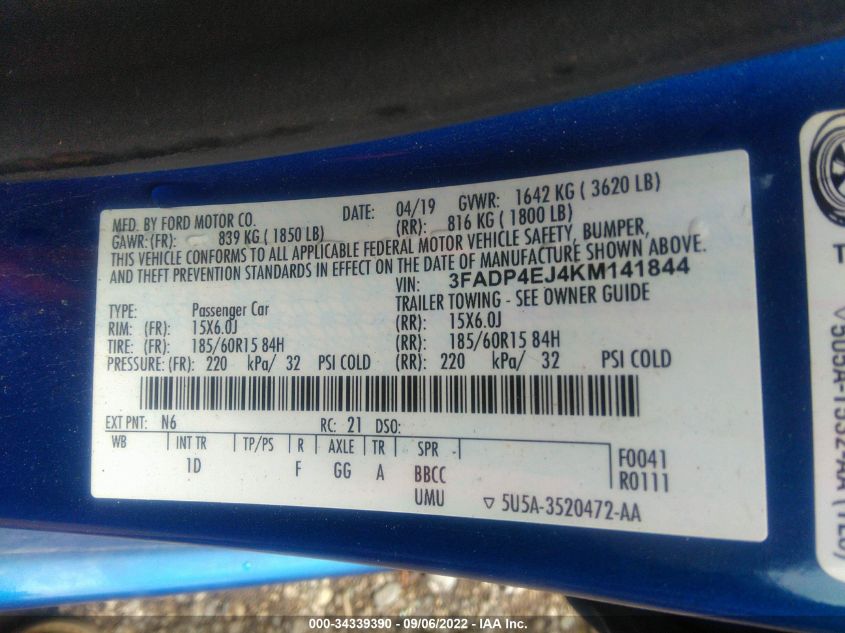 MFD. BY FORD MOTOR CO. DATE: 04/19 GVWR: 1642 KG ( 3620 LB)
GAWR: (FR): 839 KG ( 1850 LB) (RR): 816 KG ( 1800 LB)
THIS VEHICLE CONFORMS TO ALL APPLICABLE FEDERAL MOTOR VEHICLE SAFETY, BUMPER,
AND THEFT PREVENTION STANDARDS IN EFFECT ON THE DATE OF MANUFACTURE SHOWN ABOVE.
VIN: 3FADP4EJ4KM141844
TYPE: Passenger Car TRAILER TOWING - SEE OWNER GUIDE
RIM: (FR): 15X6.0J (RR): 15X6.0J
TIRE: (FR): 185/60R15 84H (RR): 185/60R15 84H
PRESSURE: (FR): 220 kPa/ 32 PSI COLD (RR): 220 kPa/ 32 PSI COLD
EXT PNT: N6 RC: 21 DSO:
WB INT TR TP/PS R AXLE TR SPR
1D F GG A BBCC
UMU
F0041
R0111
▽ 5U5A-3520472-AA
000-34339390 - 09/06/2022 - IAA Inc.